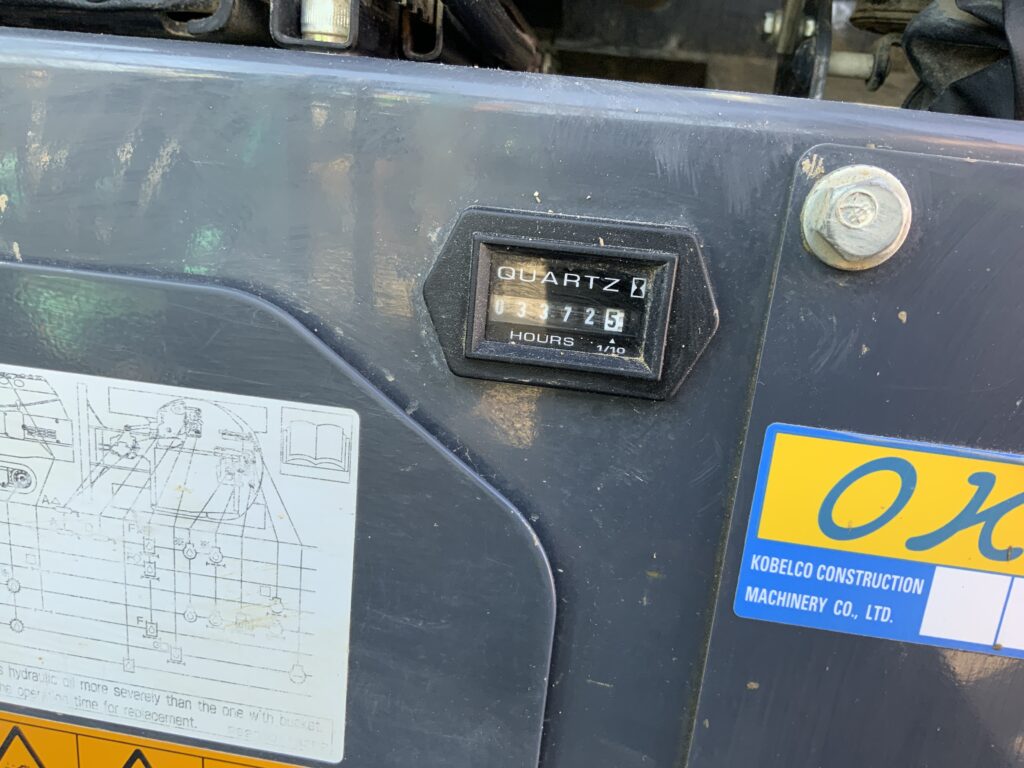 QUARTZ
033725
HOURS 1/10
OK
KOBELCO CONSTRUCTION
MACHINERY CO., LTD.
hydraulic oil more severely than the one with bucket.
time for replacement.